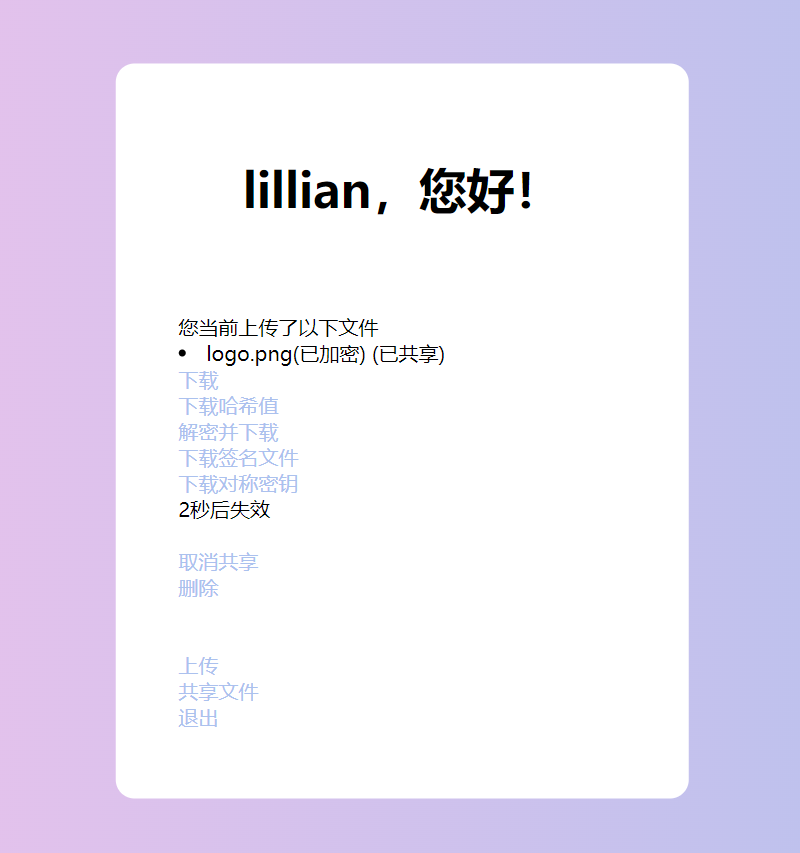 lillian，您好！
您当前上传了以下文件
• logo.png(已加密) (已共享)
下载
下载哈希值
解密并下载
下载签名文件
下载对称密钥
2秒后失效
取消共享
删除
上传
共享文件
退出